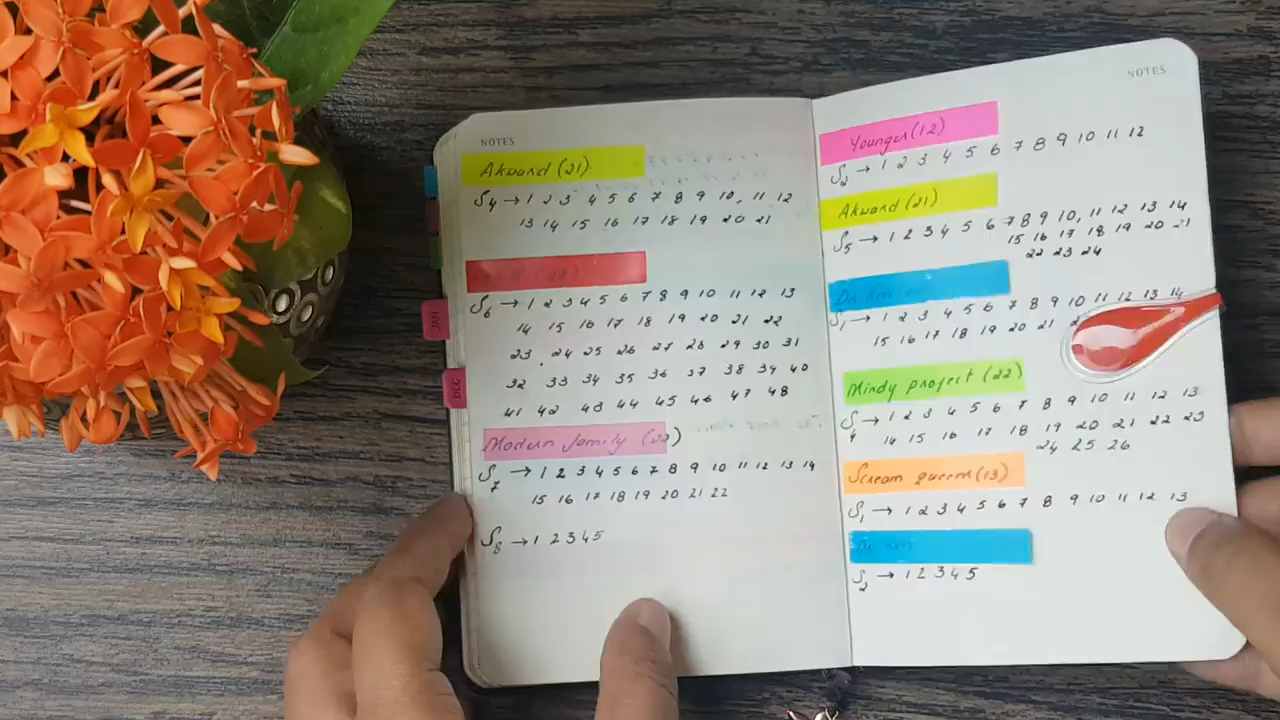 NOTES
Akward (21).
S4 → 1 2 3 4 5 6 7 8 9 10, 11 12
13 14 15 16 17 18 19 20 21
S6 → 1 2 3 4 5 6 7 8 9 10 11 12 13
14 15 16 17 18 19 20 21 22
23 24 25 26 27 28 29 30 31
32 33 34 35 36 37 38 39 40
41 42 43 44 45 46 47 48
Modern family (22)
S7 → 1 2 3 4 5 6 7 8 9 10 11 12 13 14
15 16 17 18 19 20 21 22
S8 → 1 2 3 4 5
JAN
DEC
NOTES
Younger (12)
S2 → 1 2 3 4 5 6 7 8 9 10 11 12
Akward (21)
S5 → 1 2 3 4 5 6 7 8 9 10, 11 12 13 14
15 16 17 18 19 20 21
22 23 24
S1 → 1 2 3 4 5 6 7 8 9 10 11 12 13 14
15 16 17 18 19 20 21
Mindy project (22)
S4 → 1 2 3 4 5 6 7 8 9 10 11 12 13
14 15 16 17 18 19 20 21 22 23
24 25 26
Scream queens (13)
S1 → 1 2 3 4 5 6 7 8 9 10 11 12 13
S2 → 1 2 3 4 5